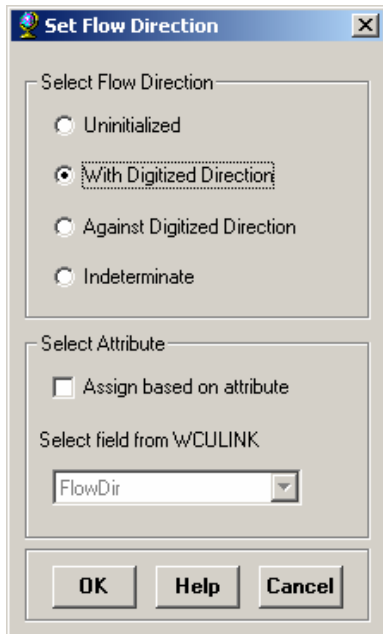 Set Flow Direction
Select Flow Direction
Uninitialized
With Digitized Direction
Against Digitized Direction
Indeterminate
Select Attribute
Assign based on attribute
Select field from WCULINK
FlowDir
OK Help Cancel